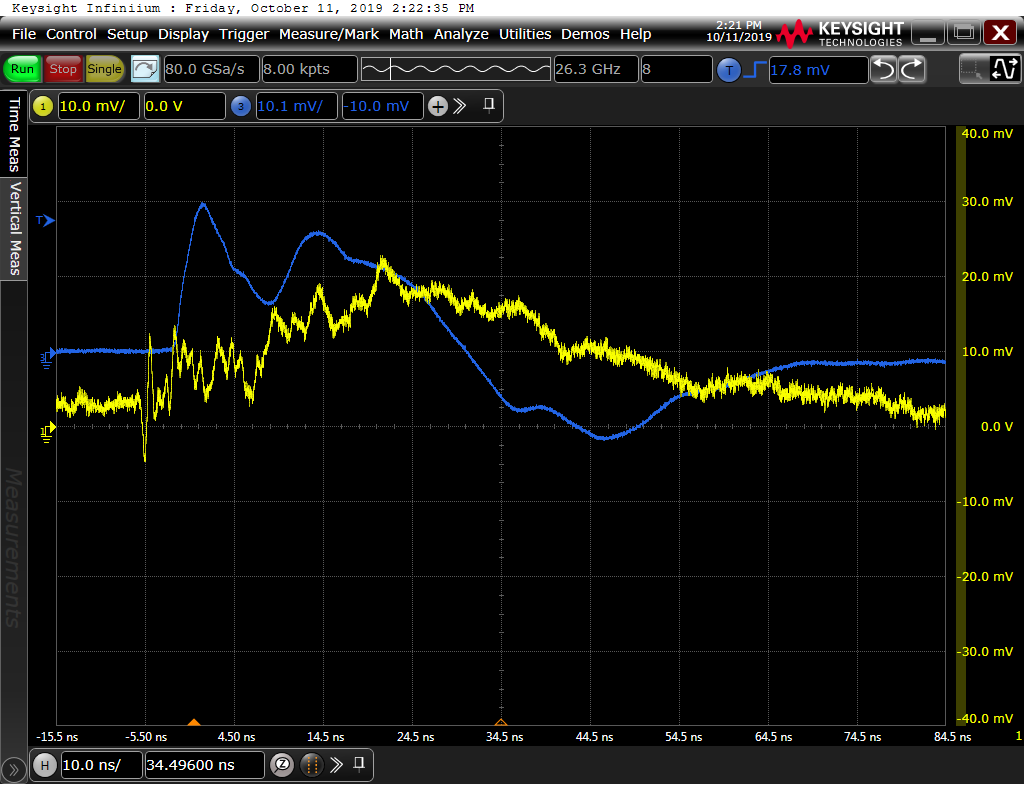 Keysight Infiniium : Friday, October 11, 2019 2:22:35 PM
File Control Setup Display Trigger Measure/Mark Math Analyze Utilities Demos Help
2:21 PM
10/11/2019
KEYSIGHT
TECHNOLOGIES
Run Stop Single 80.0 GSa/s 8.00 kpts 26.3 GHz 8 T 17.8 mV
1 10.0 mV/ 0.0 V 3 10.1 mV/ -10.0 mV +
Time Meas
Vertical Meas
Measurements
40.0 mV
30.0 mV
T
20.0 mV
10.0 mV
3
0.0 V
1
-10.0 mV
-20.0 mV
-30.0 mV
-40.0 mV
-15.5 ns -5.50 ns 4.50 ns 14.5 ns 24.5 ns 34.5 ns 44.5 ns 54.5 ns 64.5 ns 74.5 ns 84.5 ns 1
H 10.0 ns/ 34.49600 ns Z